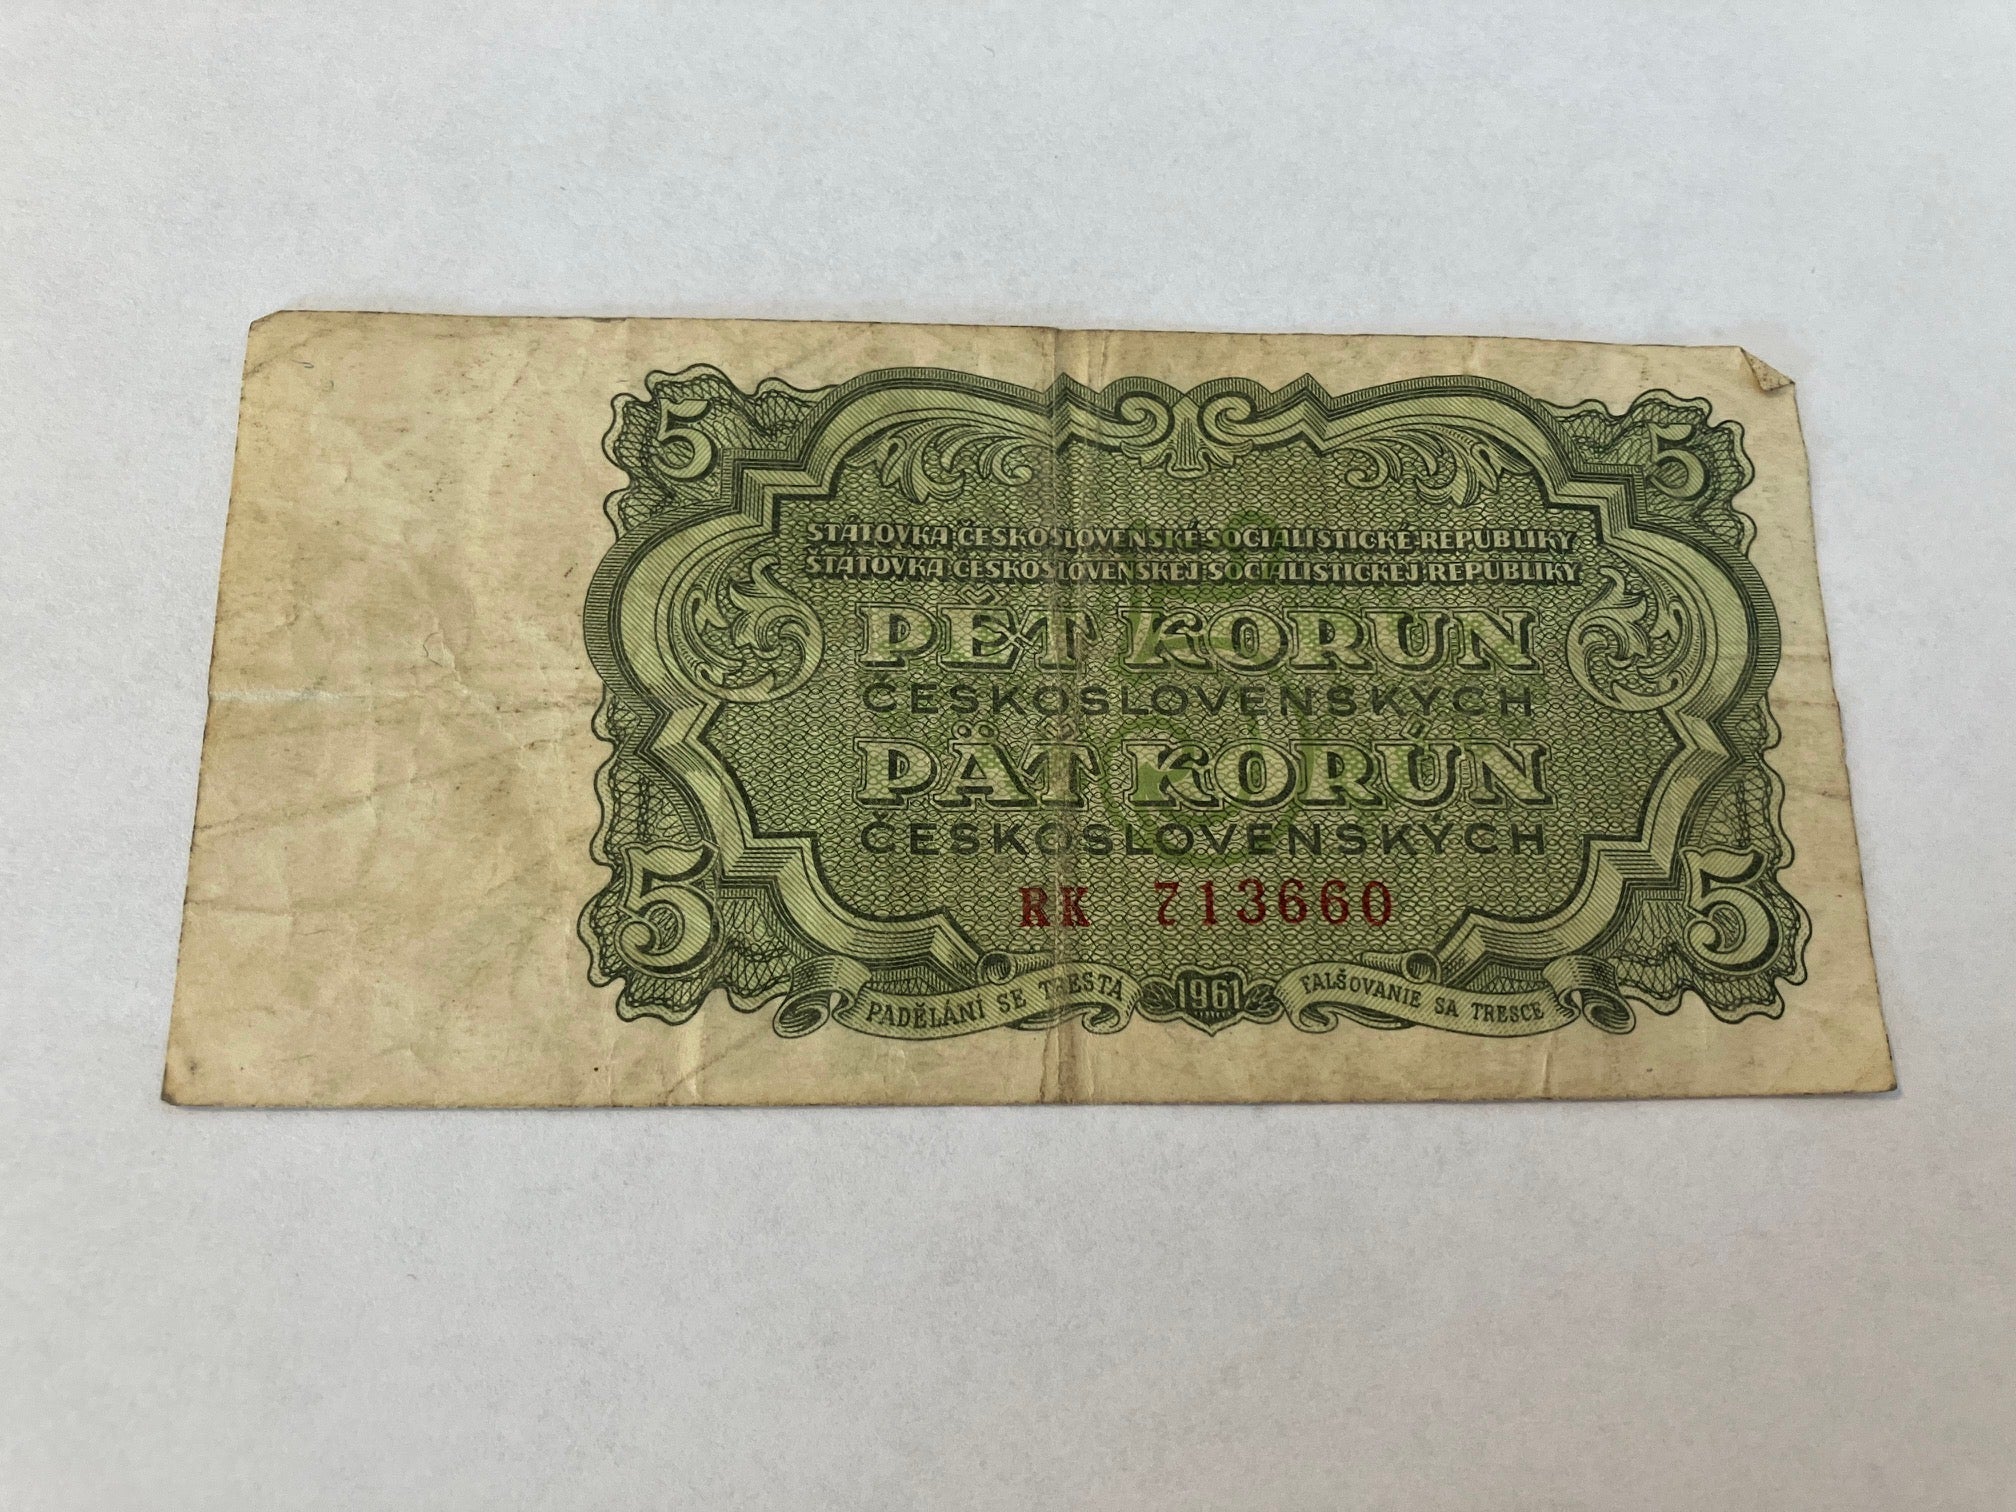 5 5
STÁTOVKA ČESKOSLOVENSKÉ SOCIALISTICKÉ REPUBLIKY
ŠTÁTOVKA ČESKOSLOVENSKEJ SOCIALISTICKEJ REPUBLIKY
PĚT KORUN
ČESKOSLOVENSKÝCH
PÄŤ KORÚN
ČESKOSLOVENSKÝCH
5 RK 713660 5
PADĚLÁNÍ SE TRESTÁ 1961 FALŠOVANIE SA TRESCE